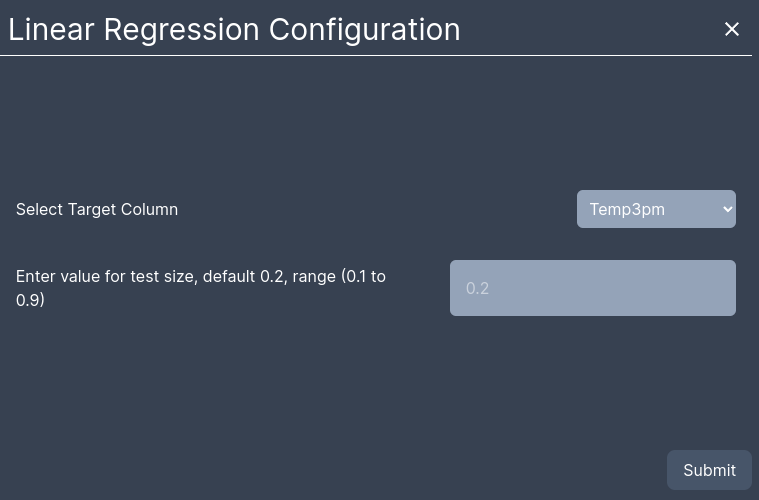 Linear Regression Configuration
Select Target Column
Temp3pm
Enter value for test size, default 0.2, range (0.1 to
0.9)
0.2
Submit